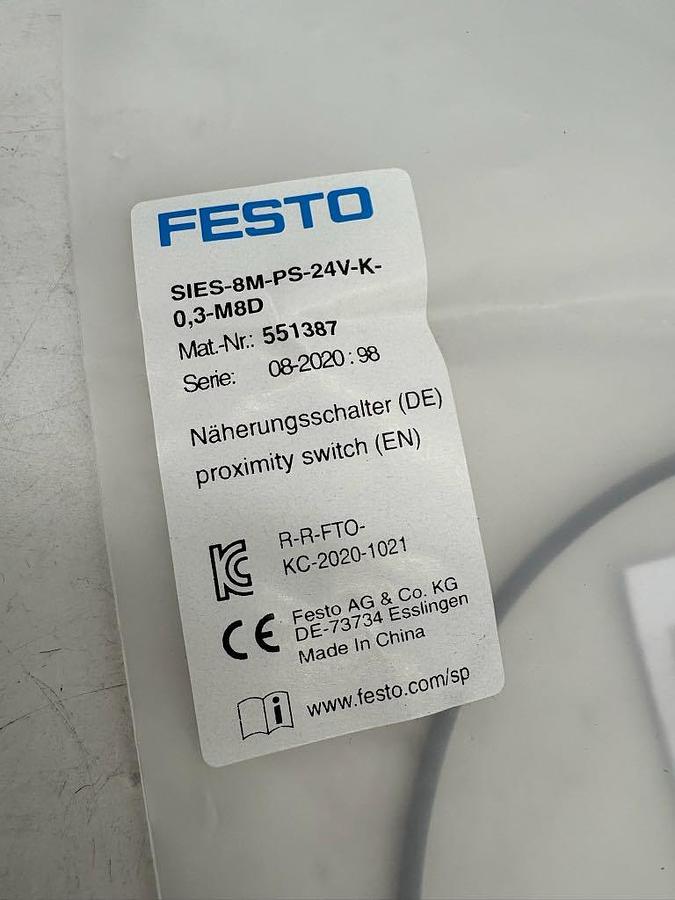 FESTO
SIES-8M-PS-24V-K-
0,3-M8D
Mat.-Nr.: 551387
Serie: 08-2020 : 98
Näherungsschalter (DE)
proximity switch (EN)
R-R-FTO-
KC-2020-1021
Festo AG & Co. KG
DE-73734 Esslingen
Made In China
www.festo.com/sp